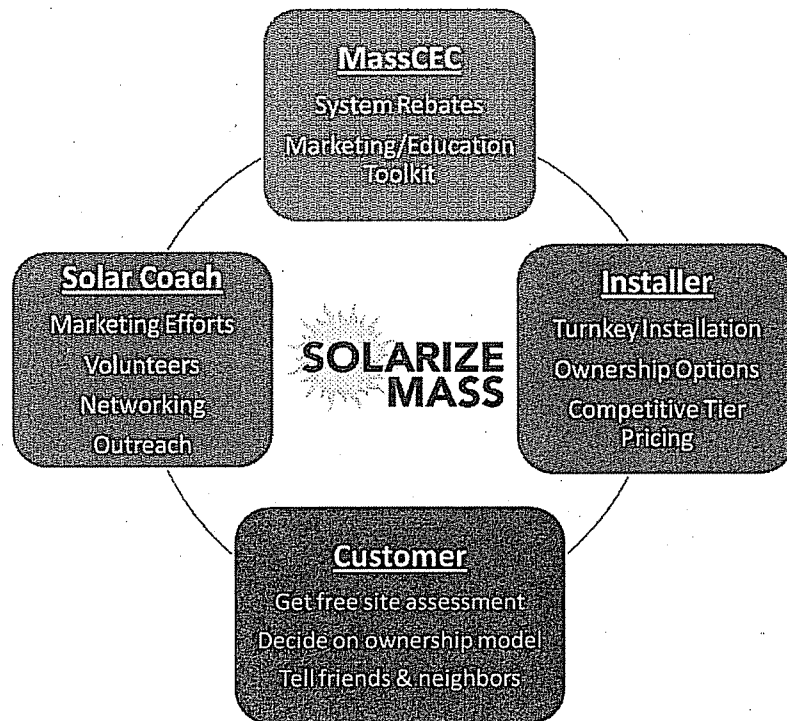 MassCEC
System Rebates
Marketing/Education
Toolkit
Solar Coach
Marketing Efforts
Volunteers
Networking
Outreach
SOLARIZE
MASS
Installer
Turnkey Installation
Ownership Options
Competitive Tier
Pricing
Customer
Get free site assessment
Decide on ownership model
Tell friends & neighbors